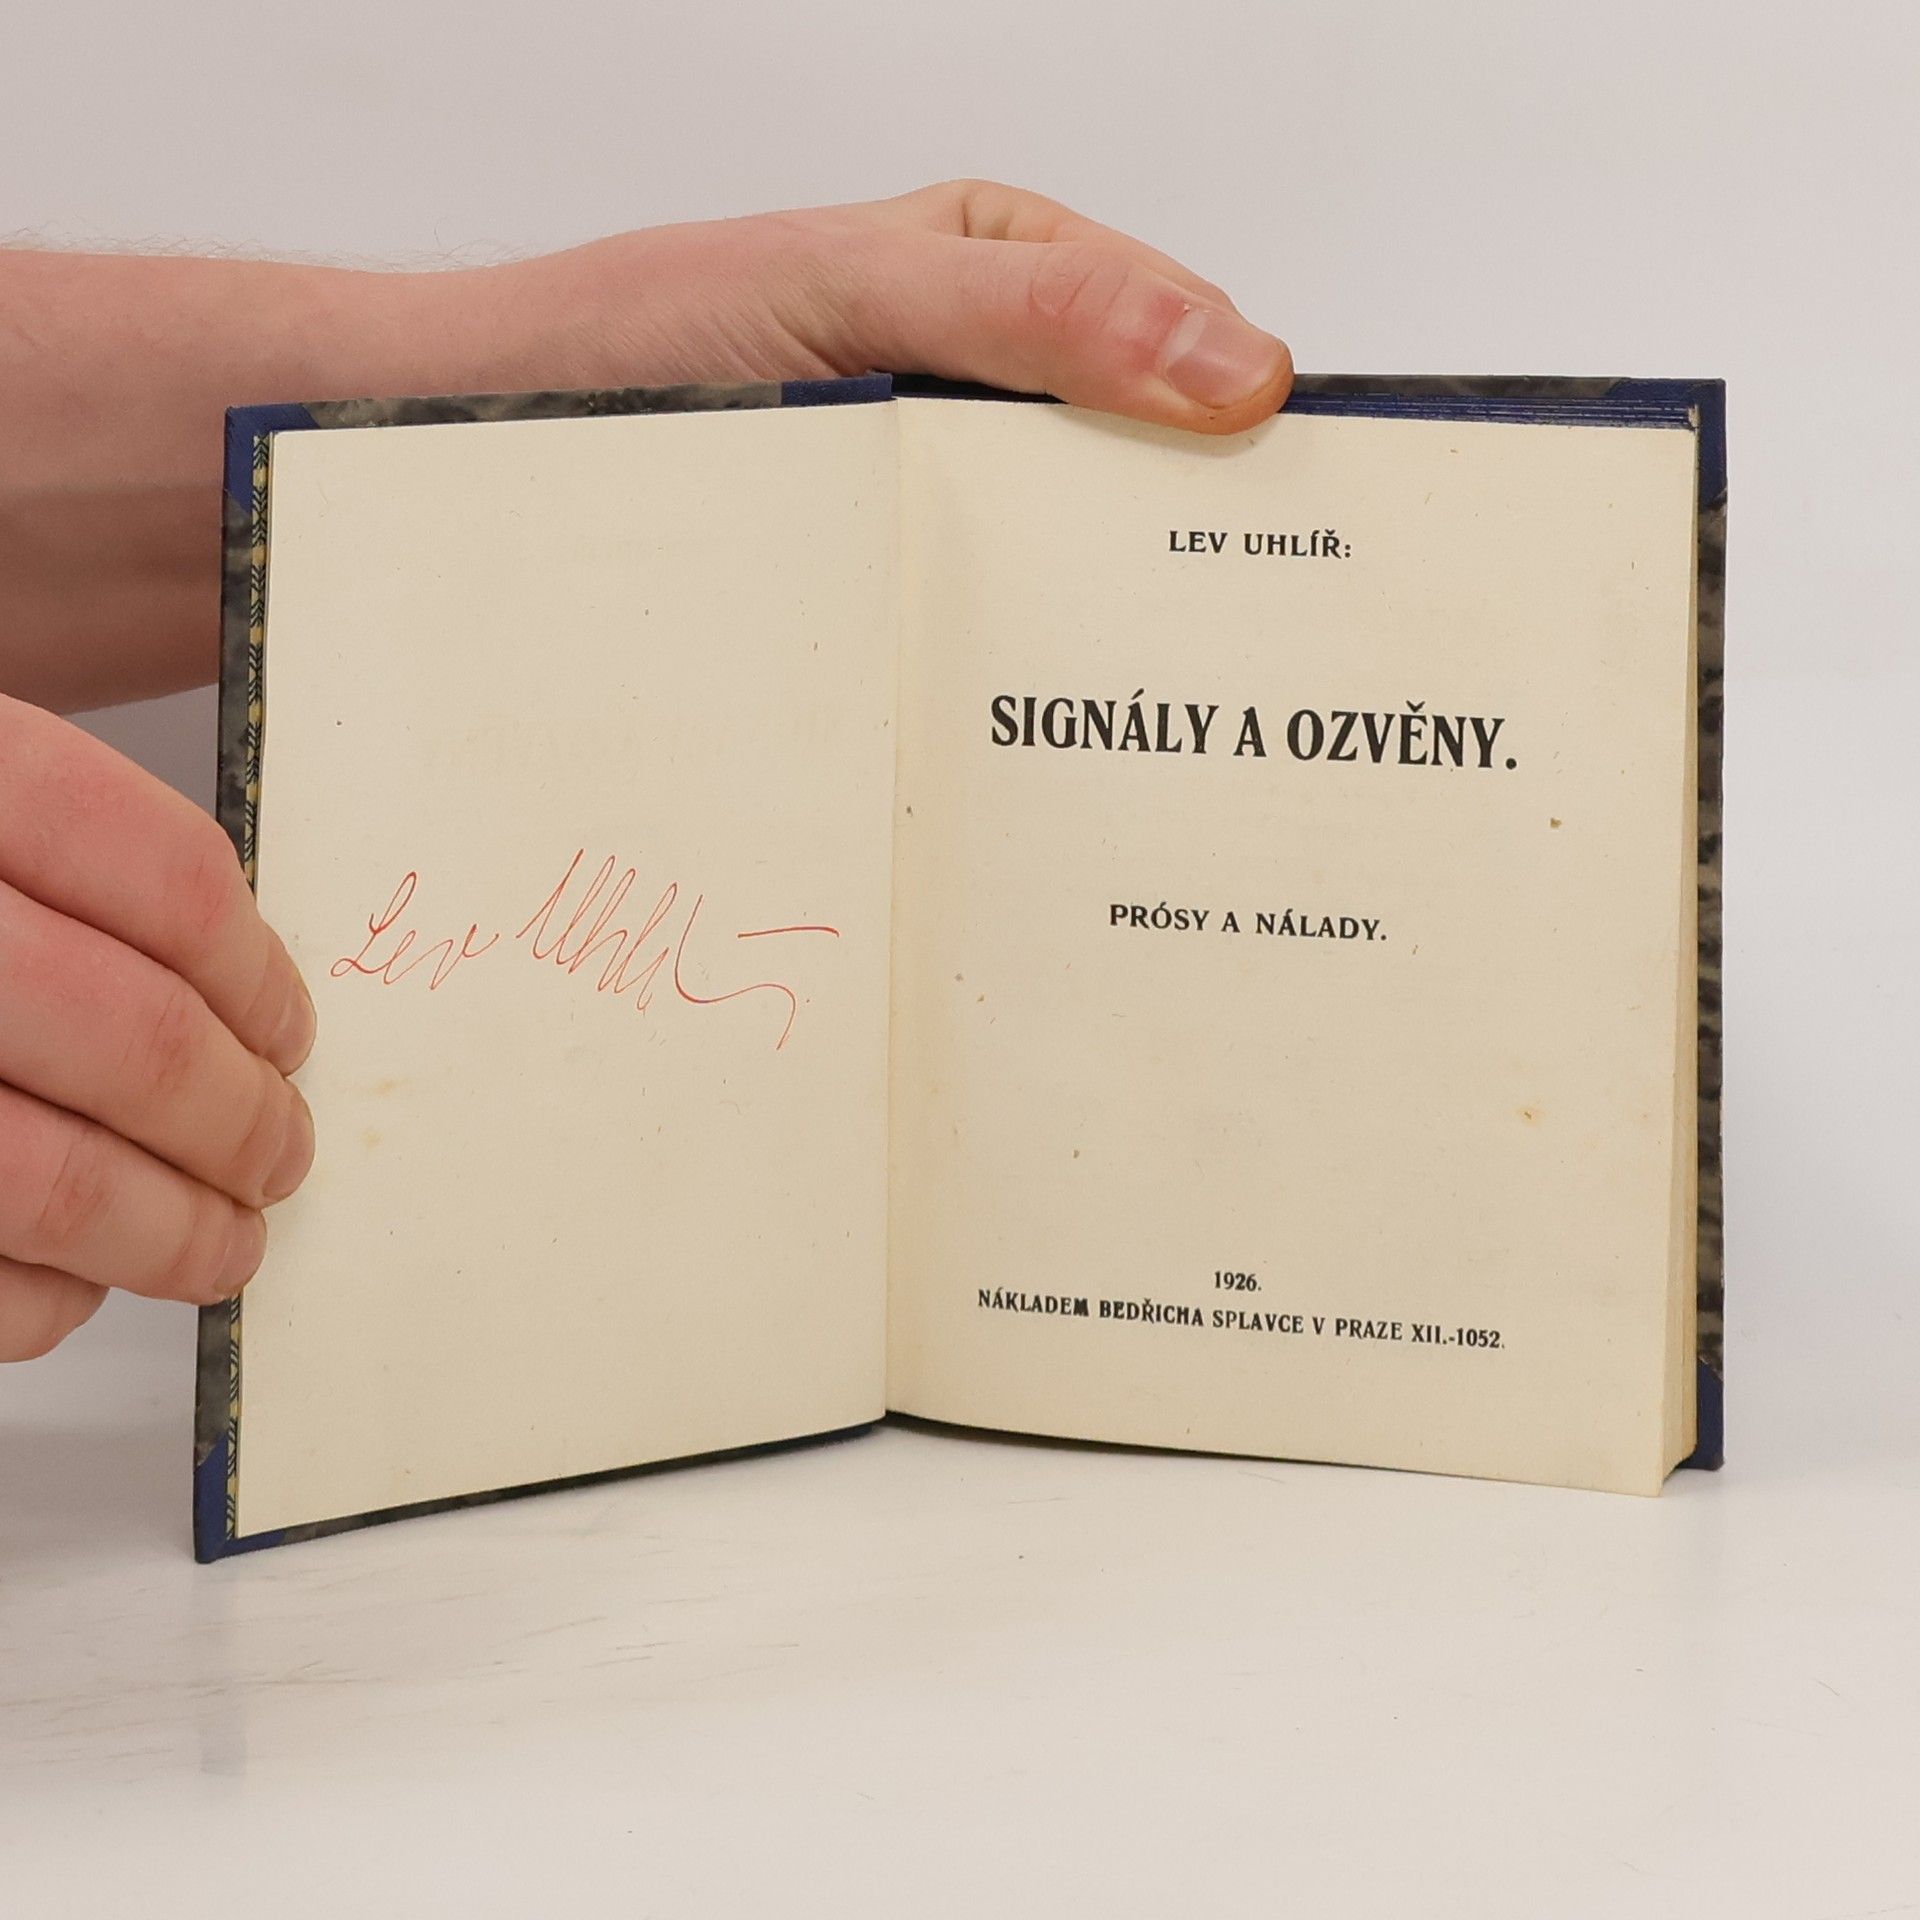 Lev Uhlíř
LEV UHLÍŘ:
SIGNÁLY A OZVĚNY.
PRÓSY A NÁLADY.
1926.
NÁKLADEM BEDŘICHA SPLAVCE V PRAZE XII.-1052.